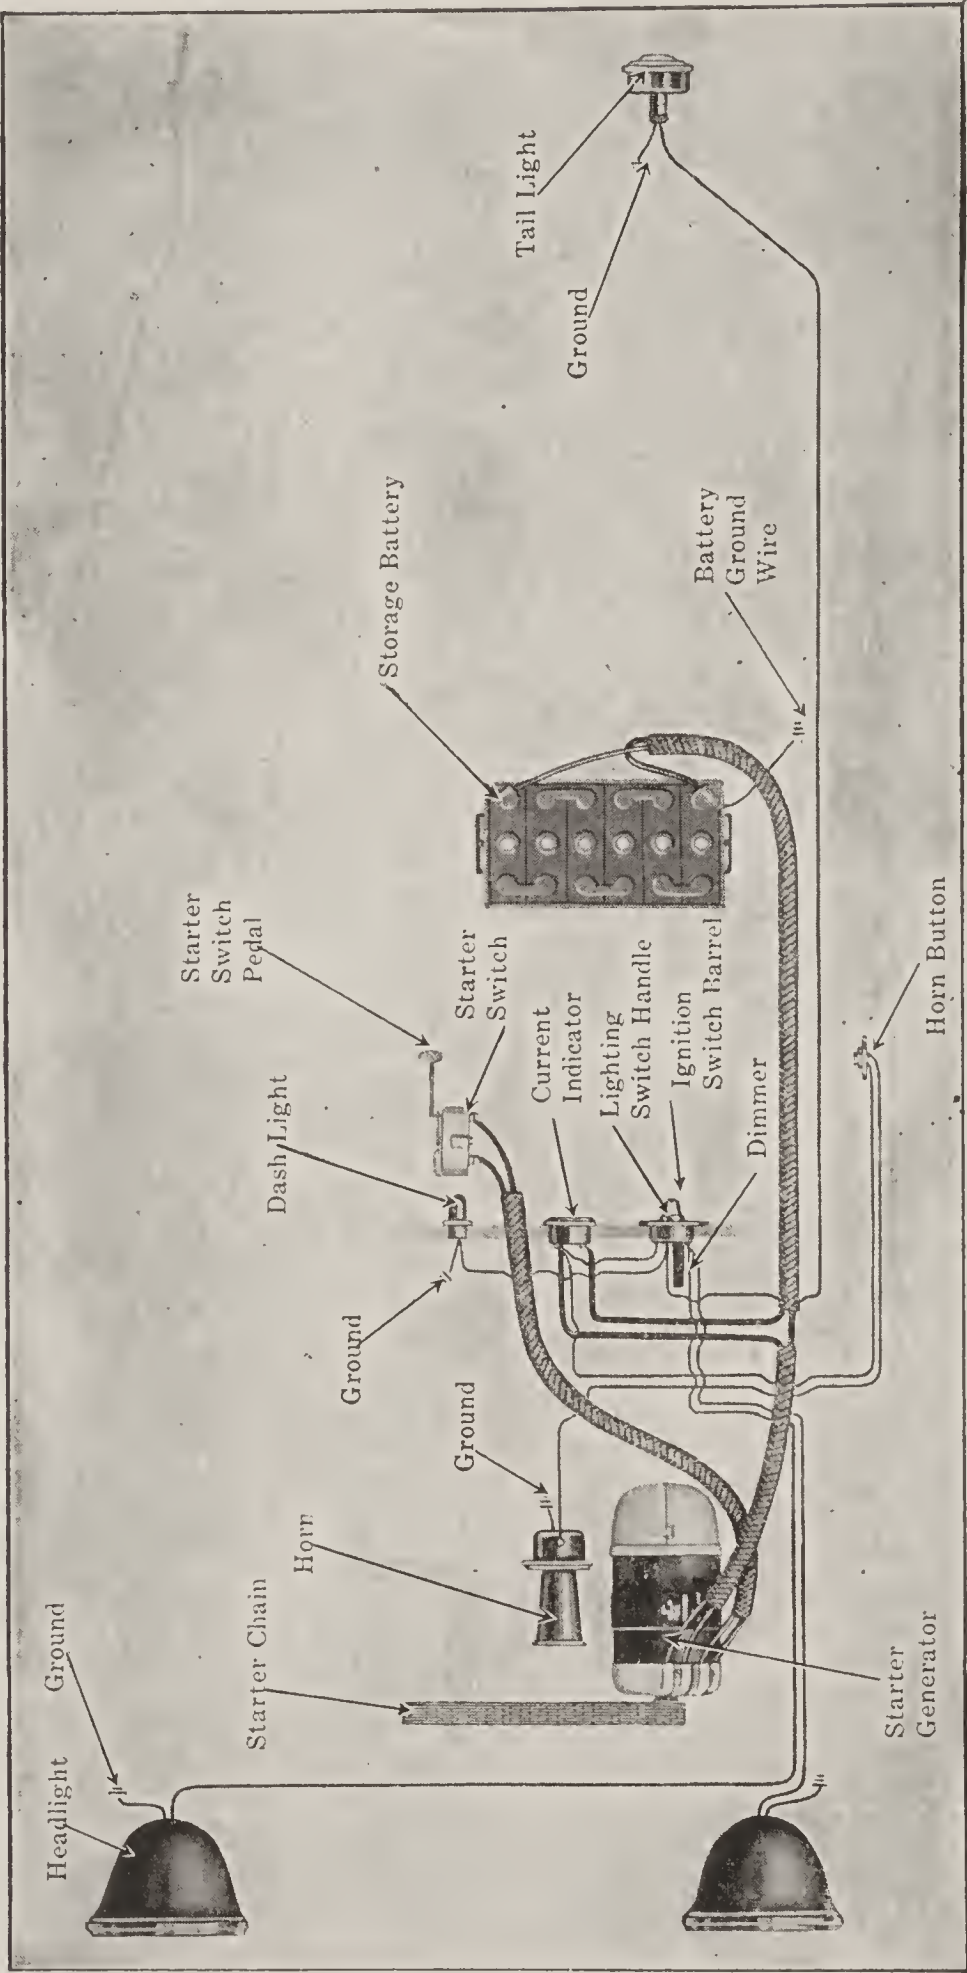 Headlight
Ground
Starter Chain
Horn
Ground
Ground
Dash Light
Starter
Switch
Pedal
Starter
Switch
Current
Indicator
Lighting
Switch Handle
Ignition
Switch Barrel
Dimmer
Storage Battery
Battery
Ground
Wire
Ground
Tail Light
Starter
Generator
Horn Button